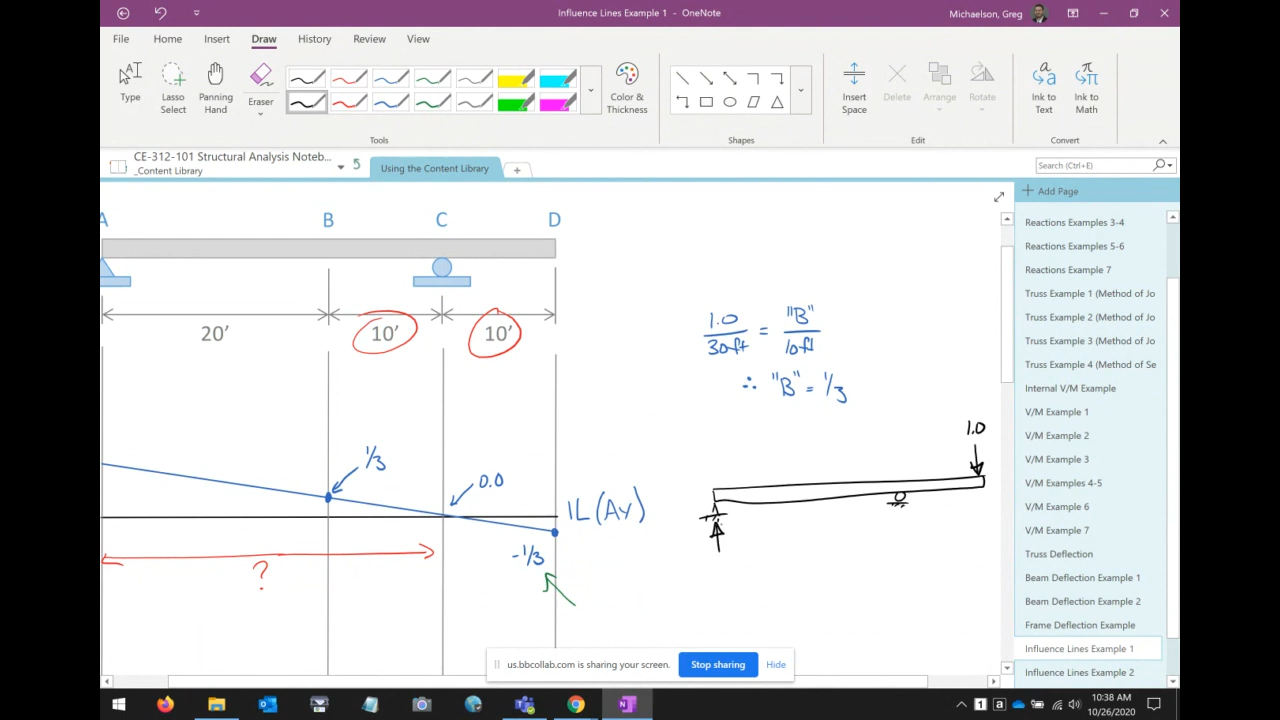 Influence Lines Example 1 - OneNote
Michaelson, Greg
File
Home
Insert
Draw
History
Review
View
Type
Lasso
Select
Panning
Hand
Eraser
Color &
Thickness
Insert
Space
Delete
Arrange
Rotate
Ink to
Text
Ink to
Math
Tools
Shapes
Edit
Convert
CE-312-101 Structural Analysis Noteb...
_Content Library
Using the Content Library
Search (Ctrl+E)
Add Page
Reactions Examples 3-4
Reactions Examples 5-6
Reactions Example 7
Truss Example 1 (Method of Jo
Truss Example 2 (Method of Jo
Truss Example 3 (Method of Jo
Truss Example 4 (Method of Se
Internal V/M Example
V/M Example 1
V/M Example 2
V/M Example 3
V/M Examples 4-5
V/M Example 6
V/M Example 7
Truss Deflection
Beam Deflection Example 1
Beam Deflection Example 2
Frame Deflection Example
Influence Lines Example 1
Influence Lines Example 2
A B C D
20' 10' 10'
1.0 / 30ft = "B" / 10ft
∴ "B" = 1/3
1.0
1/3
0.0
IL (Ay)
-1/3
?
us.bbcollab.com is sharing your screen.
Stop sharing
Hide
10:38 AM
10/26/2020